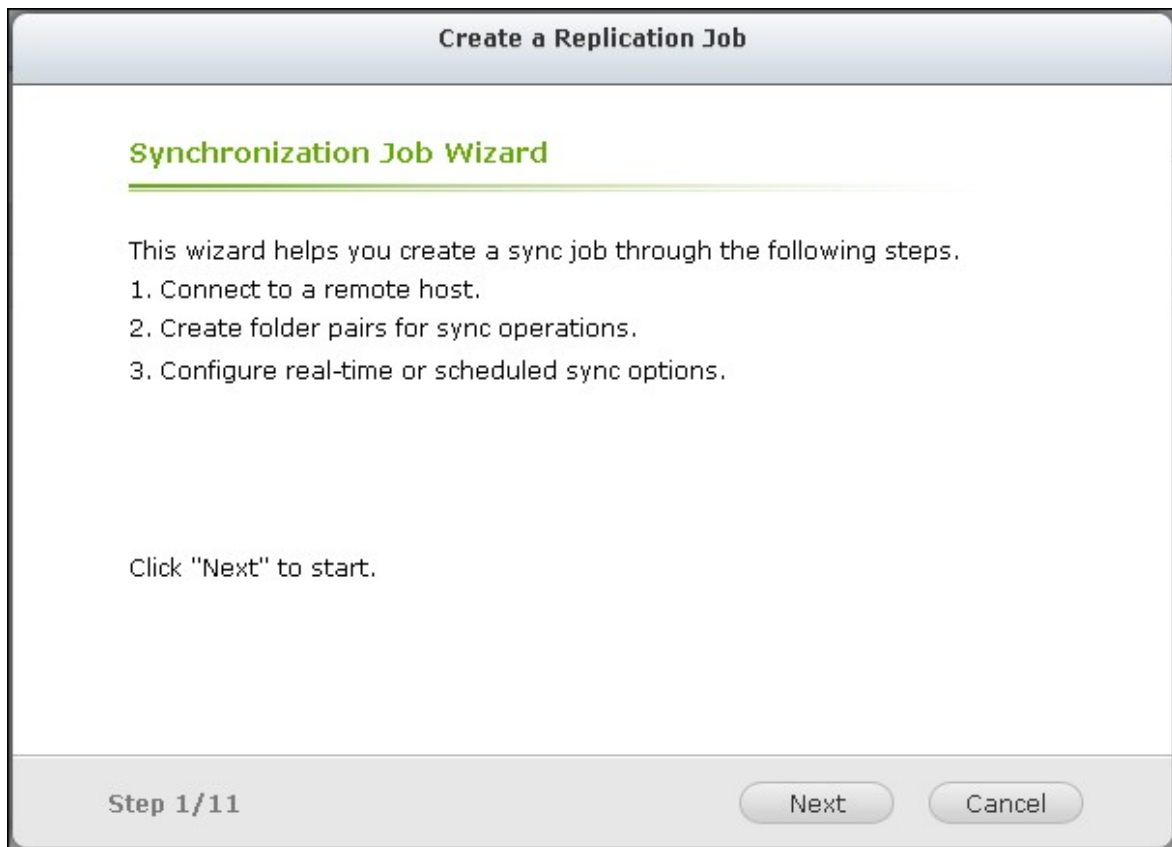 Create a Replication Job
Synchronization Job Wizard
This wizard helps you create a sync job through the following steps.
1. Connect to a remote host.
2. Create folder pairs for sync operations.
3. Configure real-time or scheduled sync options.
Click "Next" to start.
Step 1/11
Next
Cancel